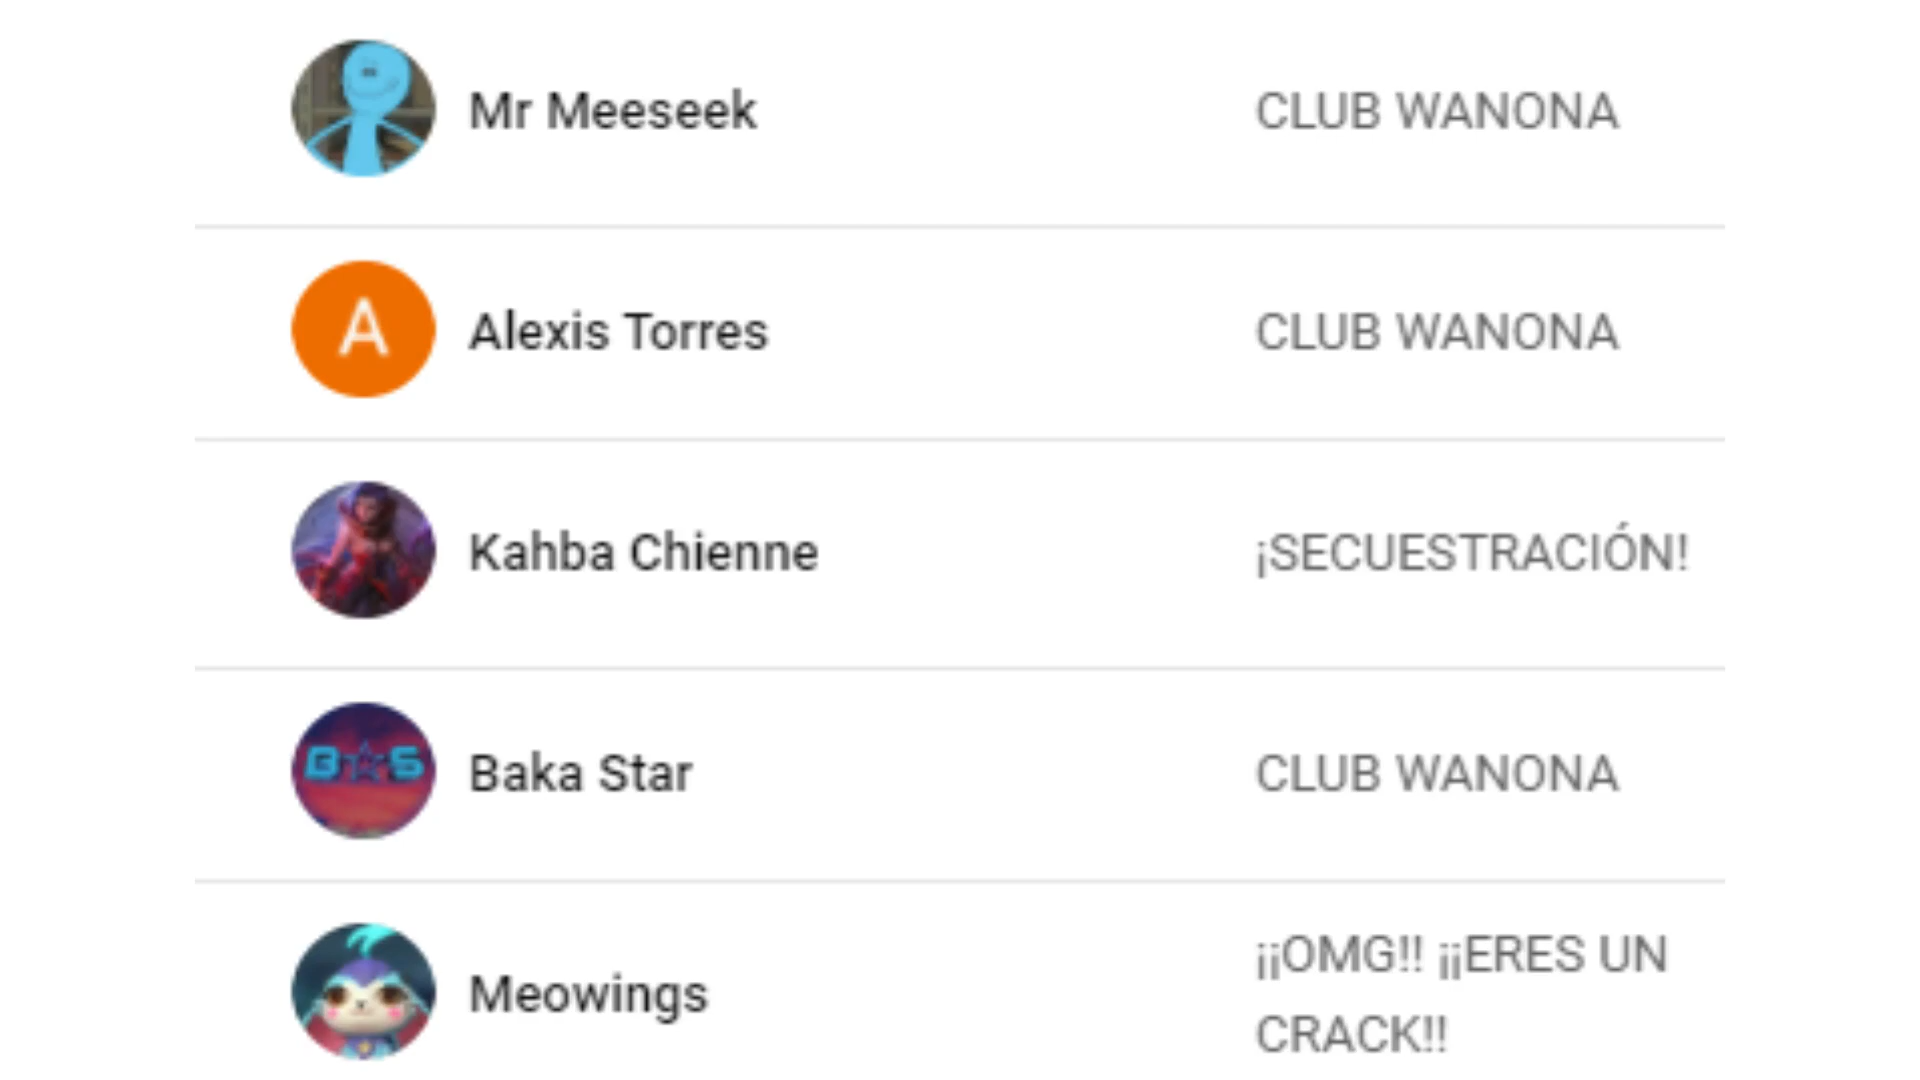 Mr Meeseek CLUB WANONA
A Alexis Torres CLUB WANONA
Kahba Chienne ¡SECUESTRACIÓN!
B☆S Baka Star CLUB WANONA
Meowings ¡¡OMG!! ¡¡ERES UN
CRACK!!